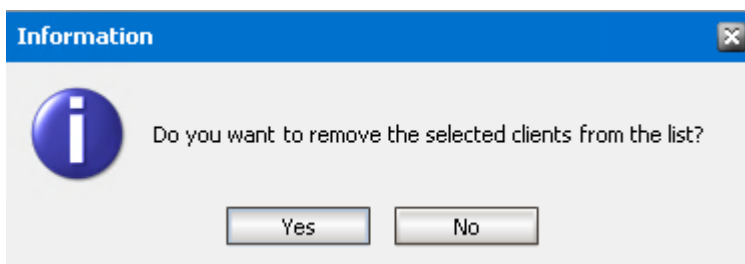 Information
Do you want to remove the selected clients from the list?
Yes No